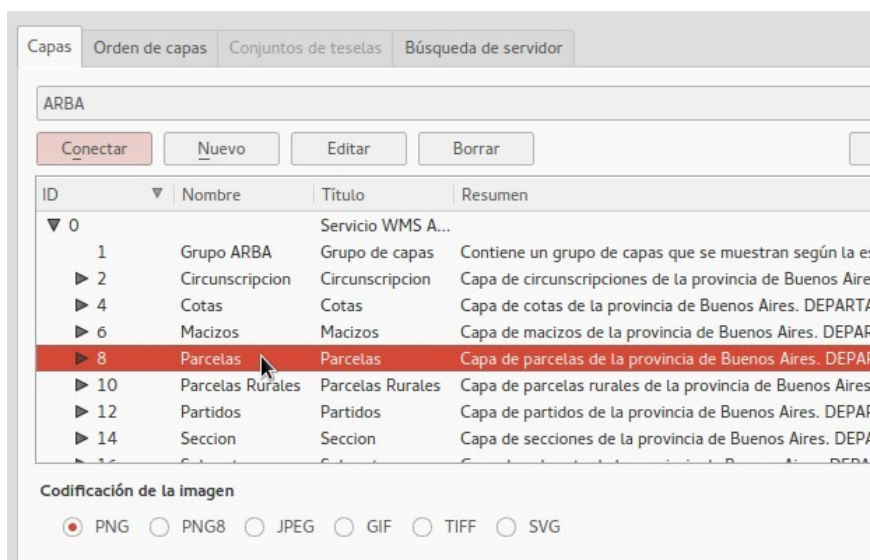 Capas Orden de capas Conjuntos de teselas Búsqueda de servidor
ARBA
Conectar Nuevo Editar Borrar
ID Nombre Título Resumen
0 Servicio WMS A...
1 Grupo ARBA Grupo de capas Contiene un grupo de capas que se muestran según la
2 Circunscripcion Circunscripcion Capa de circunscripciones de la provincia de Buenos Aire
4 Cotas Cotas Capa de cotas de la provincia de Buenos Aires. DEPARTA
6 Macizos Macizos Capa de macizos de la provincia de Buenos Aires. DEPAR
8 Parcelas Parcelas Capa de parcelas de la provincia de Buenos Aires. DEPA
10 Parcelas Rurales Parcelas Rurales Capa de parcelas rurales de la provincia de Buenos Aires
12 Partidos Partidos Capa de partidos de la provincia de Buenos Aires. DEPAR
14 Seccion Seccion Capa de secciones de la provincia de Buenos Aires. DEPA
Codificación de la imagen
PNG PNG8 JPEG GIF TIFF SVG